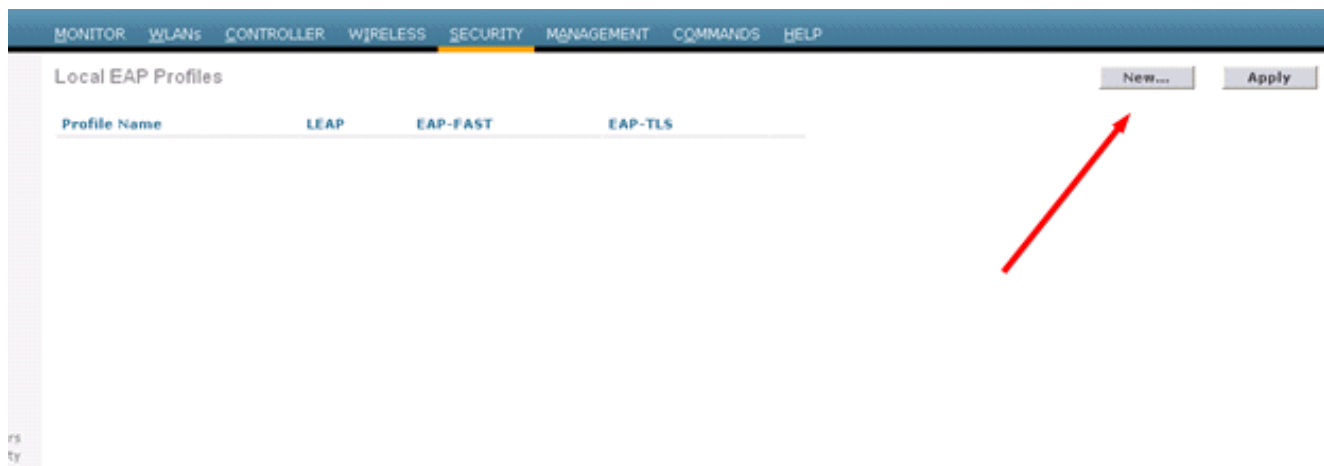 MONITOR WLANs CONTROLLER WIRELESS SECURITY MANAGEMENT COMMANDS HELP
Local EAP Profiles
New...
Apply
Profile Name LEAP EAP-FAST EAP-TLS
rs
ty